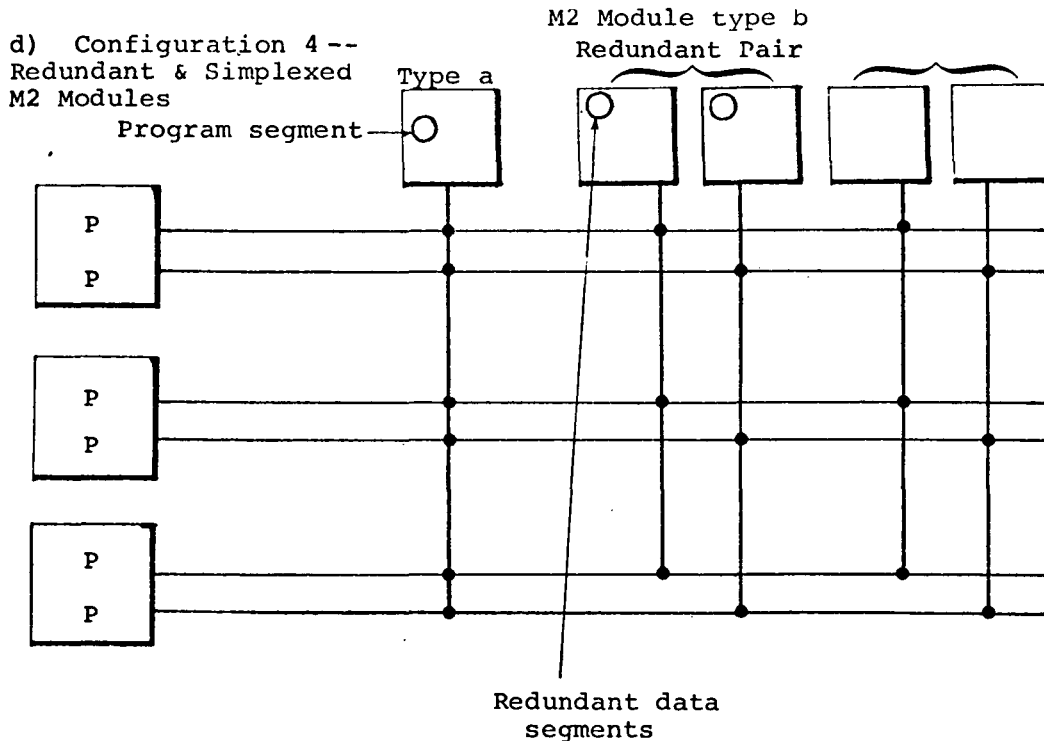 d) Configuration 4 --
Redundant & Simplexed
M2 Modules
M2 Module type b
Redundant Pair
Type a
Program segment
P
P
P
P
P
P
Redundant data
segments